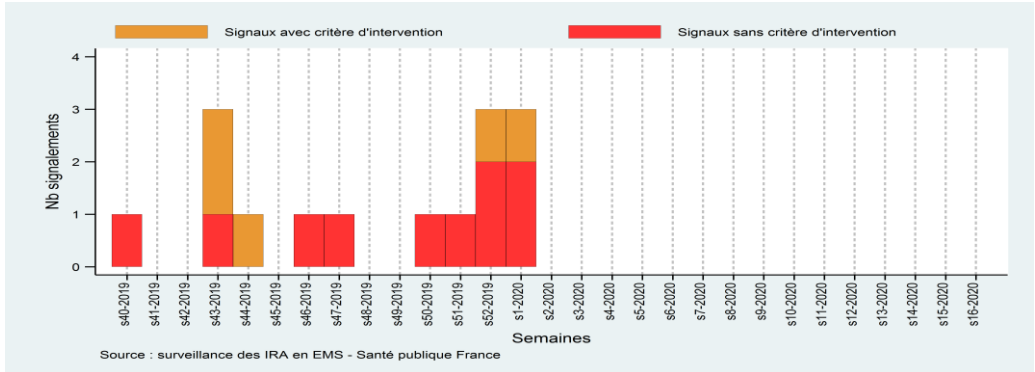 Signaux avec critère d'intervention
Signaux sans critère d'intervention
Nb signalements
4
3
2
1
0
s40-2019
s41-2019
s42-2019
s43-2019
s44-2019
s45-2019
s46-2019
s47-2019
s48-2019
s49-2019
s50-2019
s51-2019
s52-2019
s1-2020
s2-2020
s3-2020
s4-2020
s5-2020
s6-2020
s7-2020
s8-2020
s9-2020
s10-2020
s11-2020
s12-2020
s13-2020
s14-2020
s15-2020
s16-2020
Semaines
Source : surveillance des IRA en EMS - Santé publique France